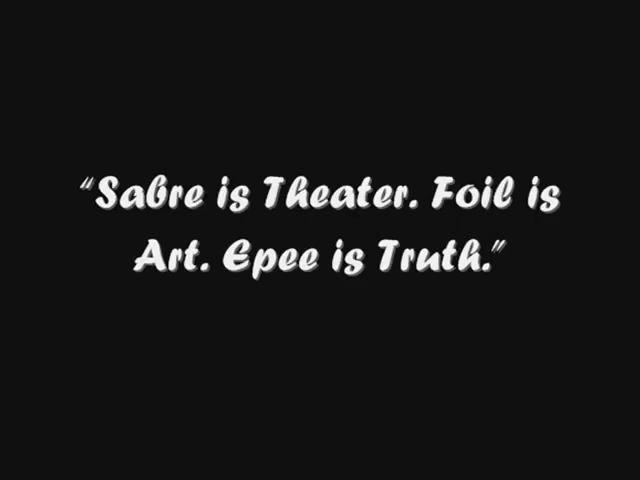 “Sabre is Theater. Foil is
Art. Epee is Truth.”